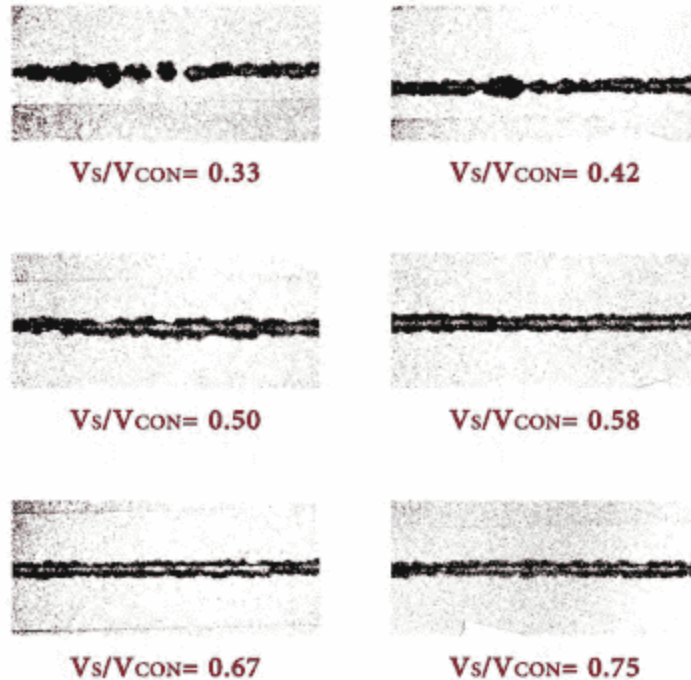 Vs/VCON= 0.33
Vs/VCON= 0.42
Vs/VCON= 0.50
Vs/VCON= 0.58
Vs/VCON= 0.67
Vs/VCON= 0.75